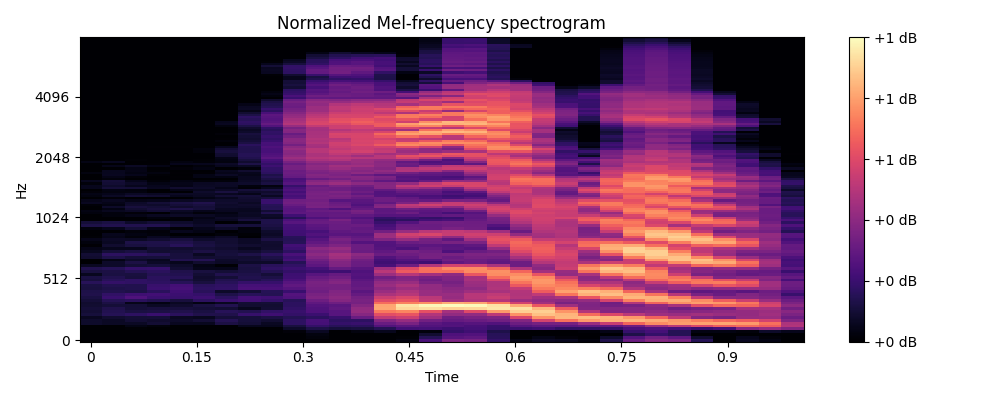 Normalized Mel-frequency spectrogram
Hz
4096
2048
1024
512
0
0 0.15 0.3 0.45 0.6 0.75 0.9
Time
+1 dB
+1 dB
+1 dB
+0 dB
+0 dB
+0 dB